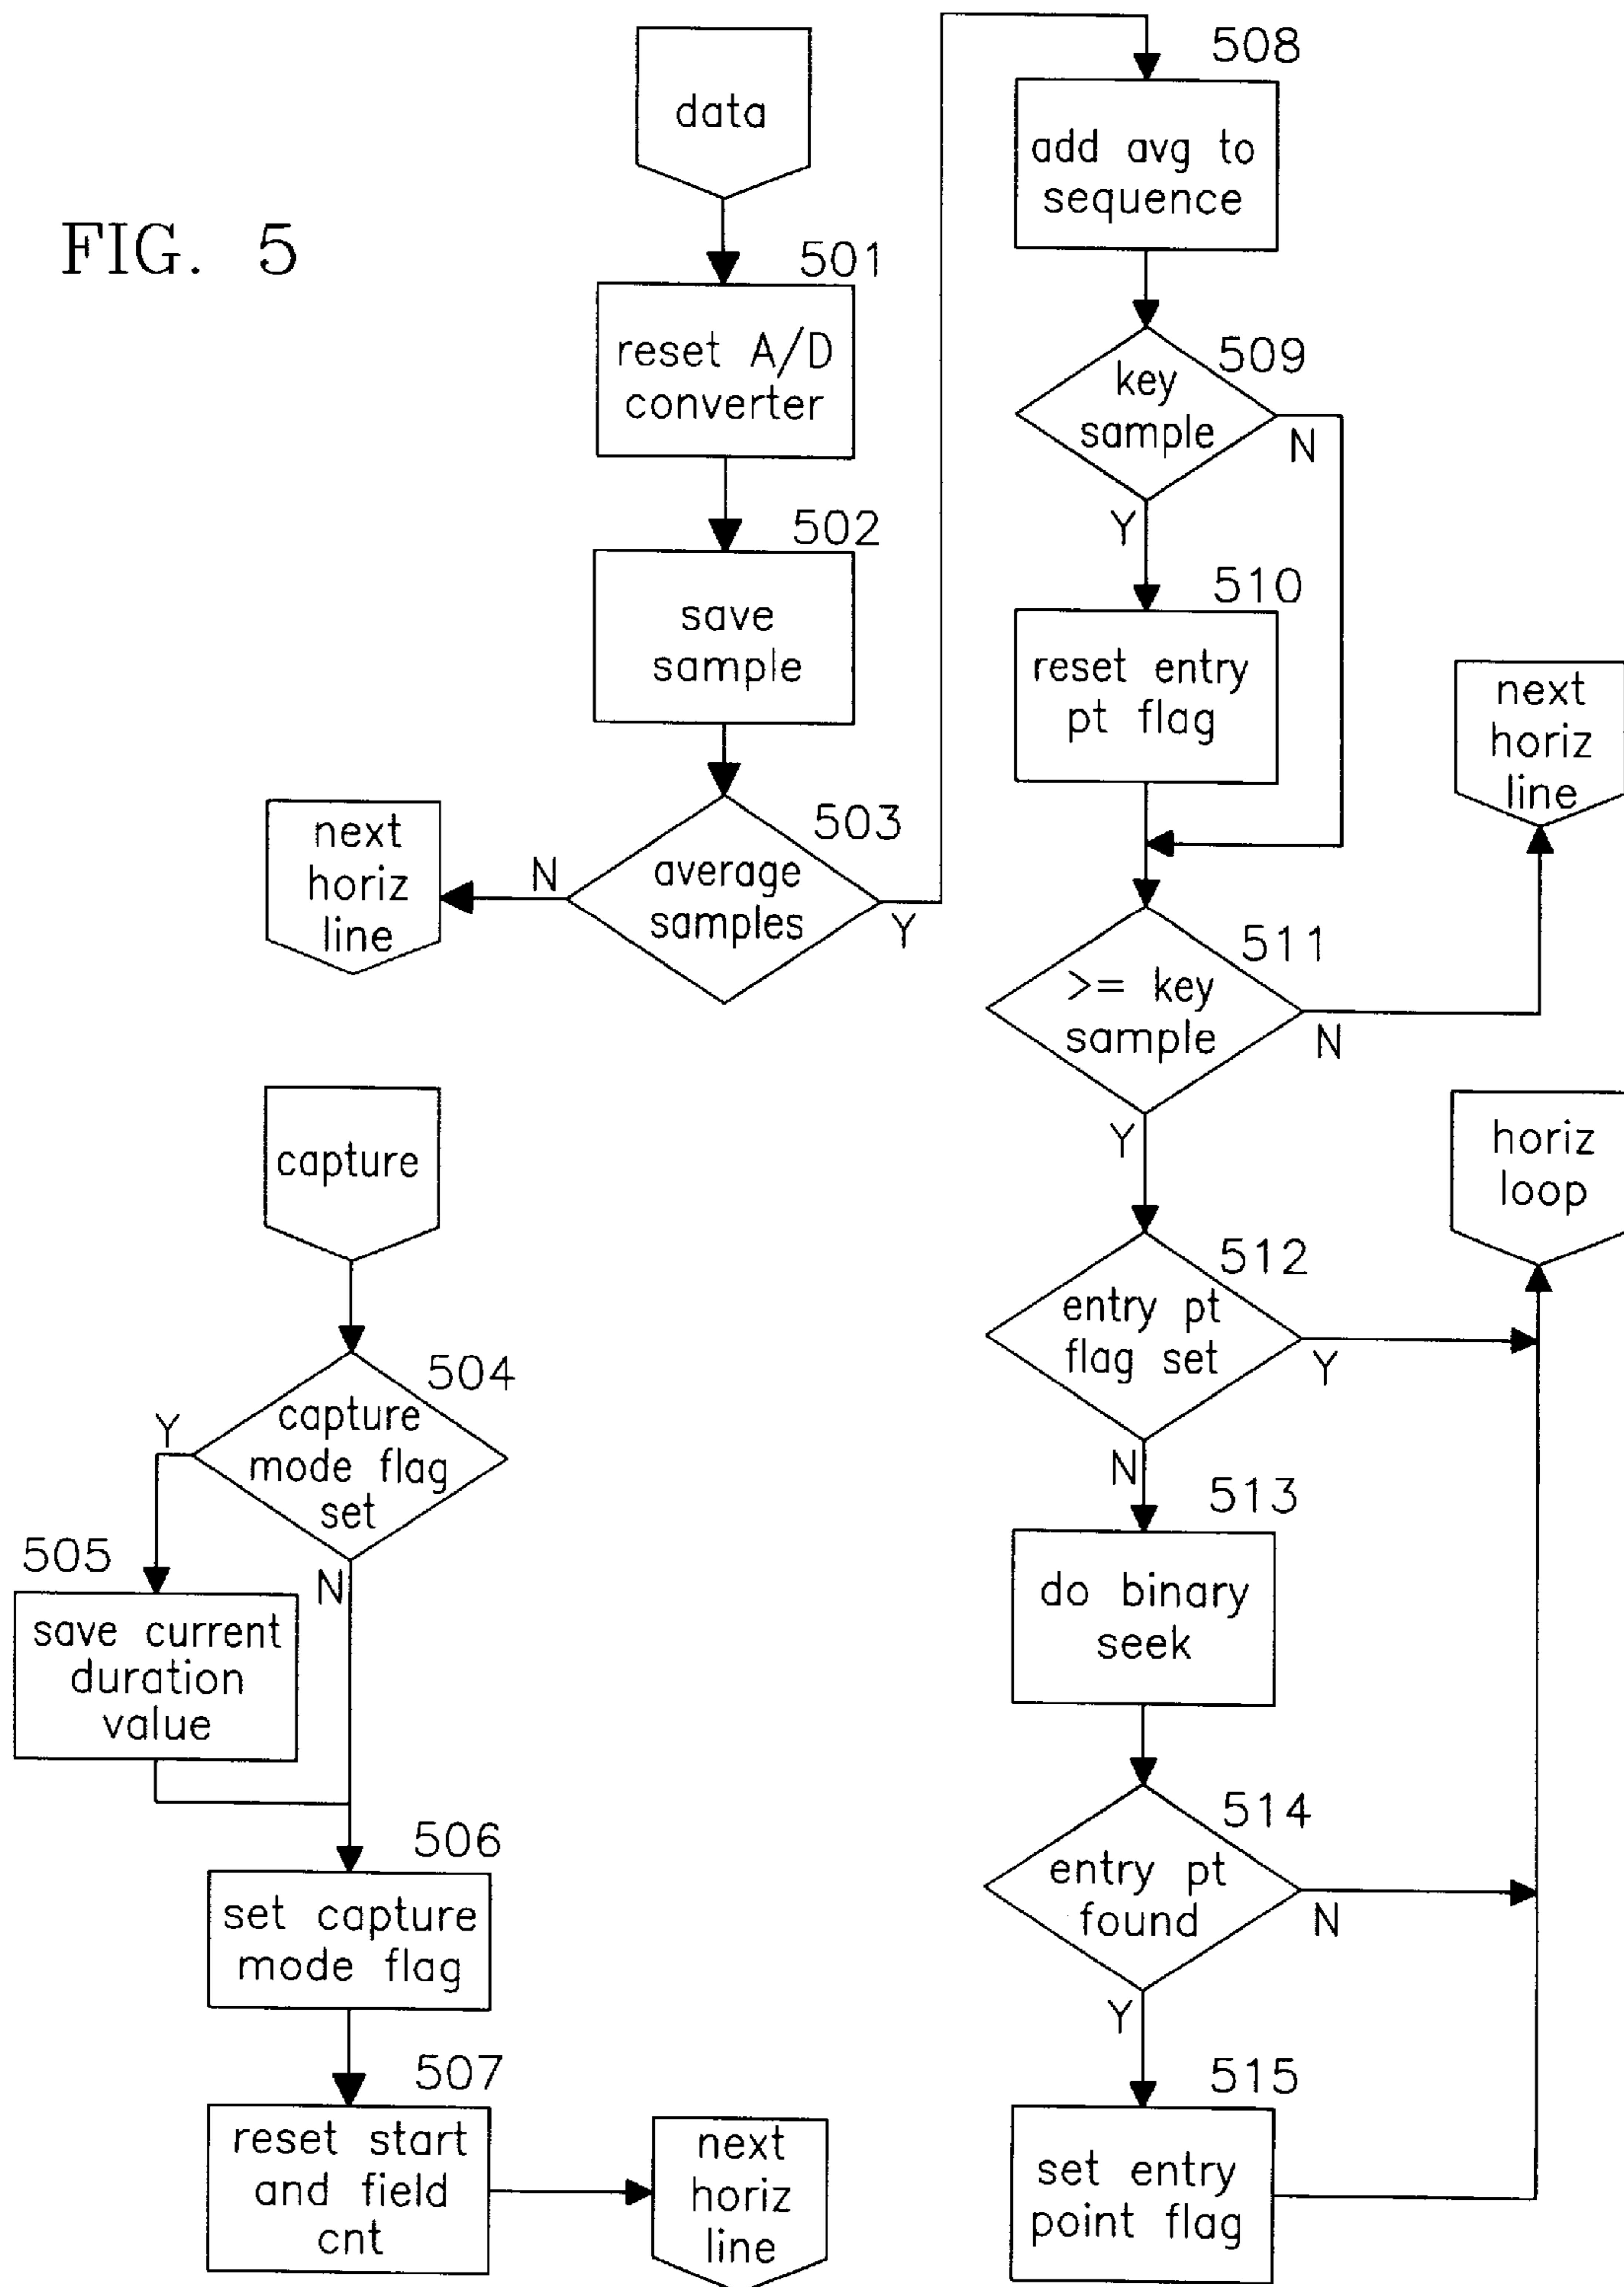 FIG. 5
data
501
reset A/D
converter
502
save
sample
503
average
samples
N
Y
next
horiz
line
capture
504
capture
mode flag
set
Y
N
505
save current
duration
value
506
set capture
mode flag
507
reset start
and field
cnt
next
horiz
line
508
add avg to
sequence
509
key
sample
N
Y
510
reset entry
pt flag
511
>= key
sample
N
Y
next
horiz
line
512
entry pt
flag set
Y
N
horiz
loop
513
do binary
seek
514
entry pt
found
N
Y
515
set entry
point flag